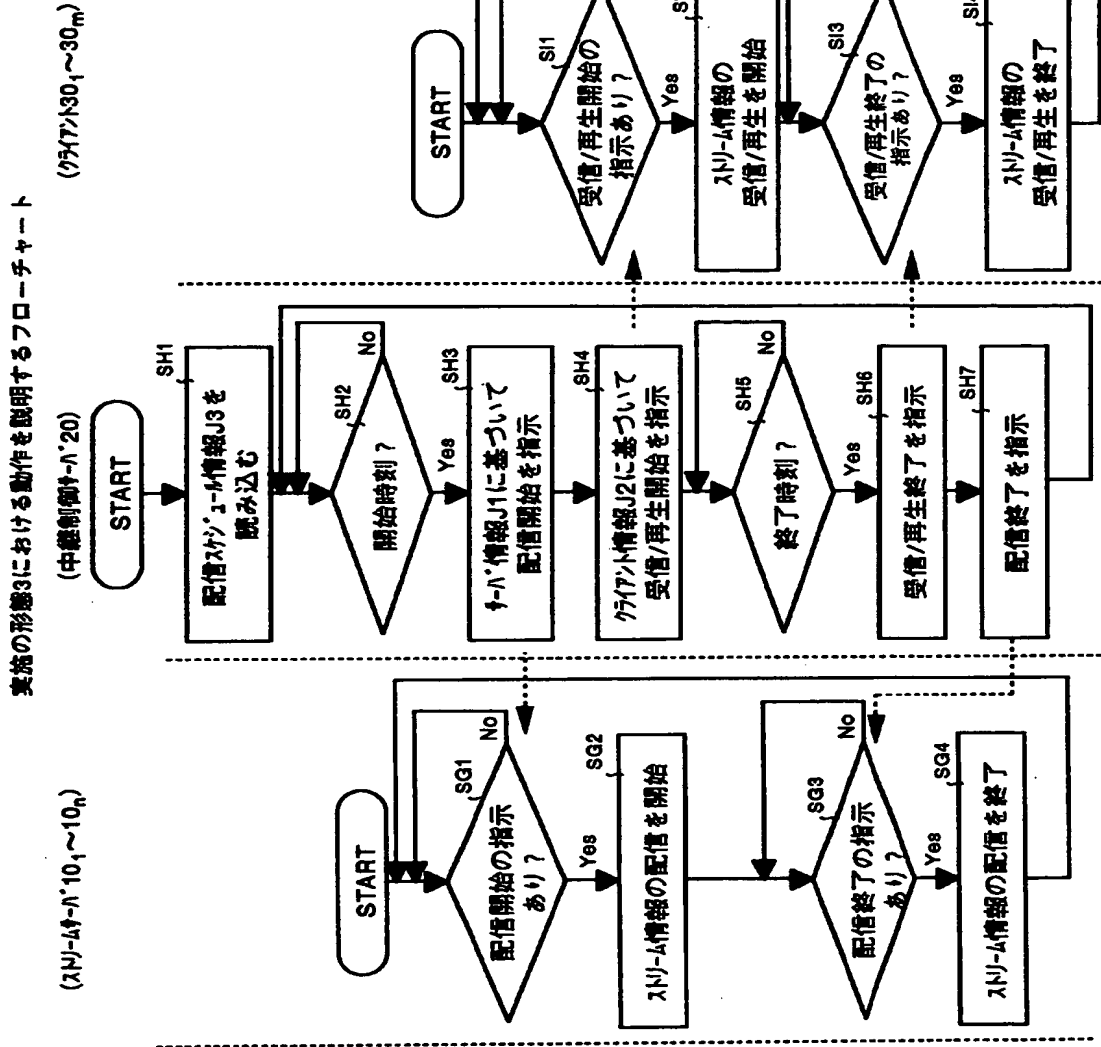 実施の形態3における動作を説明するフローチャート
(ストリームサーバ10₁~10ₙ)
START
配信開始の指示
あり?
SG1
No
Yes
ストリーム情報の配信を開始
SG2
配信終了の指示
あり?
SG3
No
Yes
ストリーム情報の配信を終了
SG4
(中継制御サーバ20)
START
配信スケジュール情報J3を
読み込む
SH1
開始時刻?
SH2
No
Yes
サーバ情報J1に基づいて
配信開始を指示
SH3
クライアント情報J2に基づいて
受信/再生開始を指示
SH4
終了時刻?
SH5
No
Yes
受信/再生終了を指示
SH6
配信終了を指示
SH7
(クライアント30₁~30ₘ)
START
受信/再生開始の
指示あり?
SI1
Yes
ストリーム情報の
受信/再生を開始
受信/再生終了の
指示あり?
SI3
Yes
ストリーム情報の
受信/再生を終了